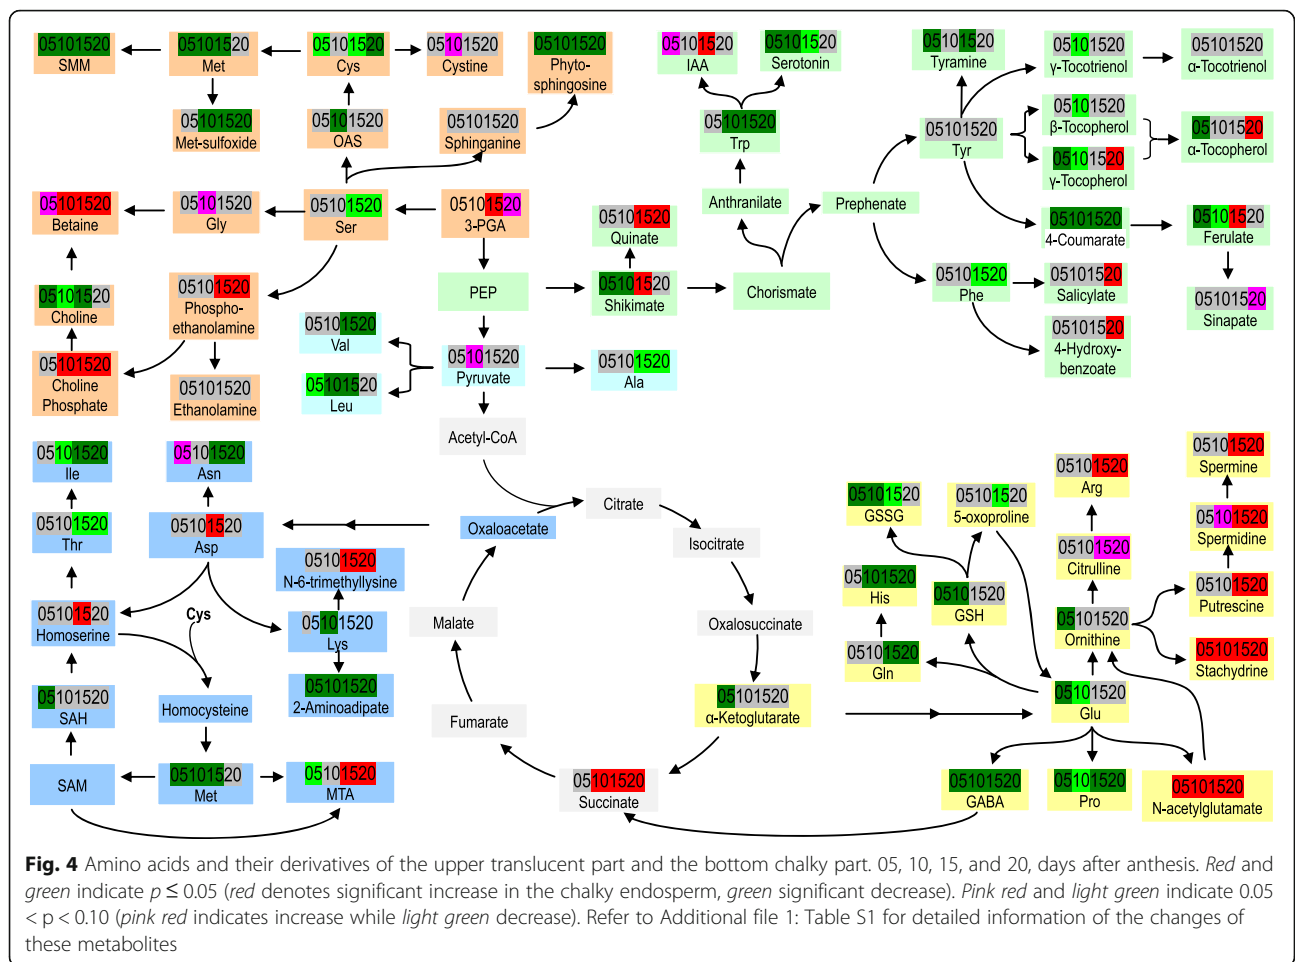 05101520
SMM
05101520
Met
05101520
Cys
05101520
Cystine
05101520
Phyto-
sphingosine
05101520
IAA
05101520
Serotonin
05101520
Tyramine
05101520
γ-Tocotrienol
05101520
α-Tocotrienol
05101520
Met-sulfoxide
05101520
OAS
05101520
Sphinganine
05101520
Trp
05101520
Tyr
05101520
β-Tocopherol
05101520
γ-Tocopherol
05101520
α-Tocopherol
05101520
Betaine
05101520
Gly
05101520
Ser
05101520
3-PGA
05101520
Quinate
Anthranilate
Prephenate
05101520
4-Coumarate
05101520
Ferulate
05101520
Choline
05101520
Phospho-
ethanolamine
PEP
05101520
Shikimate
Chorismate
05101520
Phe
05101520
Salicylate
05101520
Sinapate
05101520
Val
05101520
Pyruvate
05101520
Ala
05101520
4-Hydroxy-
benzoate
05101520
Choline
Phosphate
05101520
Ethanolamine
05101520
Leu
Acetyl-CoA
05101520
Ile
05101520
Asn
05101520
Thr
05101520
Asp
Oxaloacetate
Citrate
Isocitrate
05101520
GSSG
05101520
5-oxoproline
05101520
Arg
05101520
Spermine
05101520
N-6-trimethyllysine
05101520
His
05101520
GSH
05101520
Citrulline
05101520
Spermidine
05101520
Homoserine
Cys
05101520
Lys
Malate
Oxalosuccinate
05101520
Gln
05101520
Ornithine
05101520
Putrescine
05101520
Stachydrine
05101520
SAH
Homocysteine
05101520
2-Aminoadipate
Fumarate
05101520
α-Ketoglutarate
05101520
Glu
SAM
05101520
Met
05101520
MTA
05101520
Succinate
05101520
GABA
05101520
Pro
05101520
N-acetylglutamate
Fig. 4 Amino acids and their derivatives of the upper translucent part and the bottom chalky part. 05, 10, 15, and 20, days after anthesis. Red and
green indicate p ≤ 0.05 (red denotes significant increase in the chalky endosperm, green significant decrease). Pink red and light green indicate 0.05
< p < 0.10 (pink red indicates increase while light green decrease). Refer to Additional file 1: Table S1 for detailed information of the changes of
these metabolites